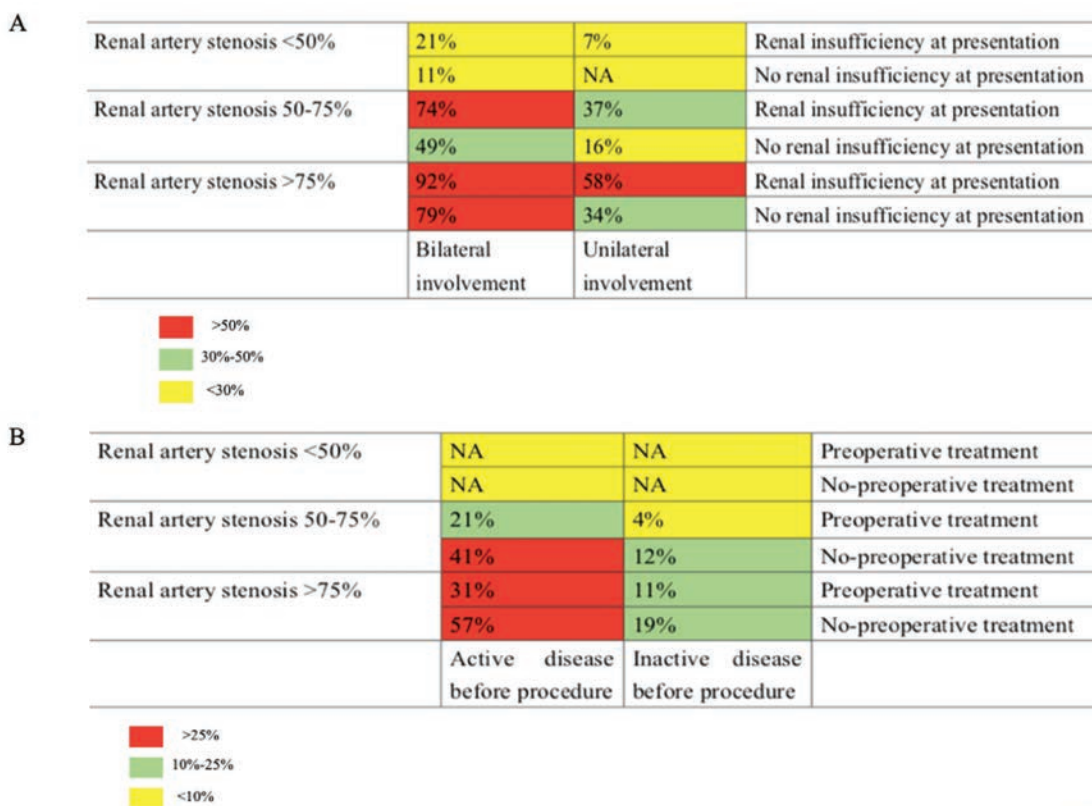 A
Renal artery stenosis <50% 21% 7% Renal insufficiency at presentation
11% NA No renal insufficiency at presentation
Renal artery stenosis 50-75% 74% 37% Renal insufficiency at presentation
49% 16% No renal insufficiency at presentation
Renal artery stenosis >75% 92% 58% Renal insufficiency at presentation
79% 34% No renal insufficiency at presentation
Bilateral Unilateral
involvement involvement
>50%
30%-50%
<30%
B
Renal artery stenosis <50% NA NA Preoperative treatment
NA NA No-preoperative treatment
Renal artery stenosis 50-75% 21% 4% Preoperative treatment
41% 12% No-preoperative treatment
Renal artery stenosis >75% 31% 11% Preoperative treatment
57% 19% No-preoperative treatment
Active disease Inactive disease
before procedure before procedure
>25%
10%-25%
<10%